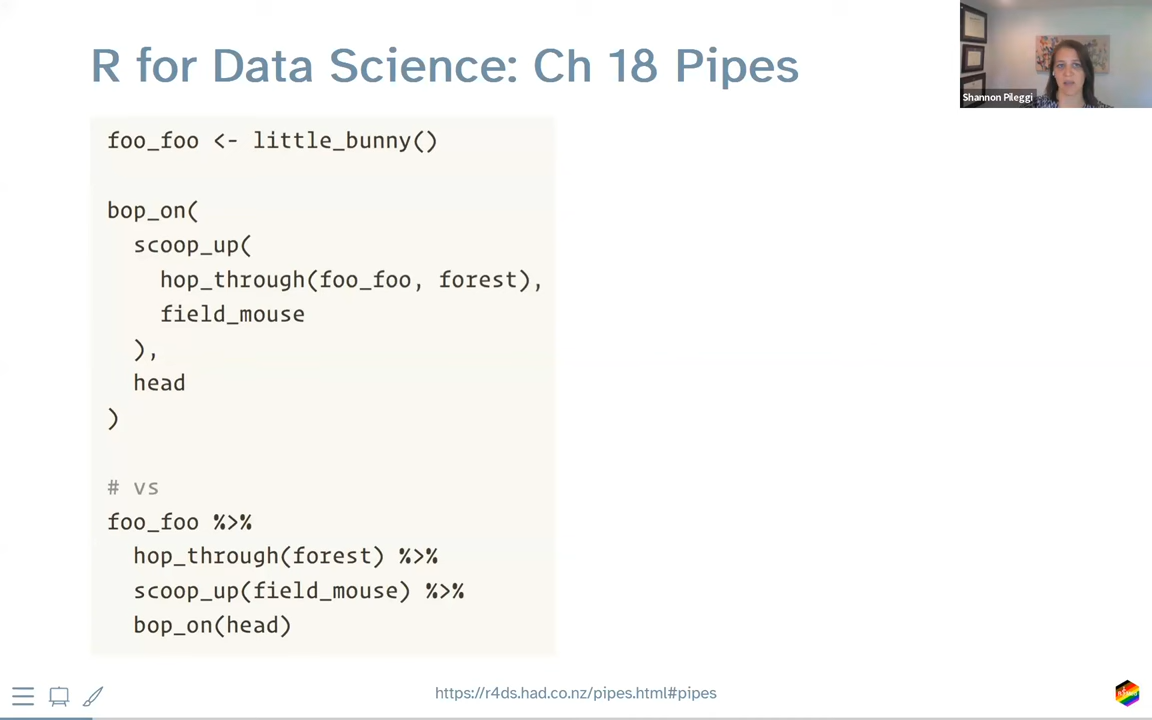 R for Data Science: Ch 18 Pipes
Shannon Pileggi
foo_foo <- little_bunny()
bop_on(
scoop_up(
hop_through(foo_foo, forest),
field_mouse
),
head
)
# vs
foo_foo %>%
hop_through(forest) %>%
scoop_up(field_mouse) %>%
bop_on(head)
https://r4ds.had.co.nz/pipes.html#pipes